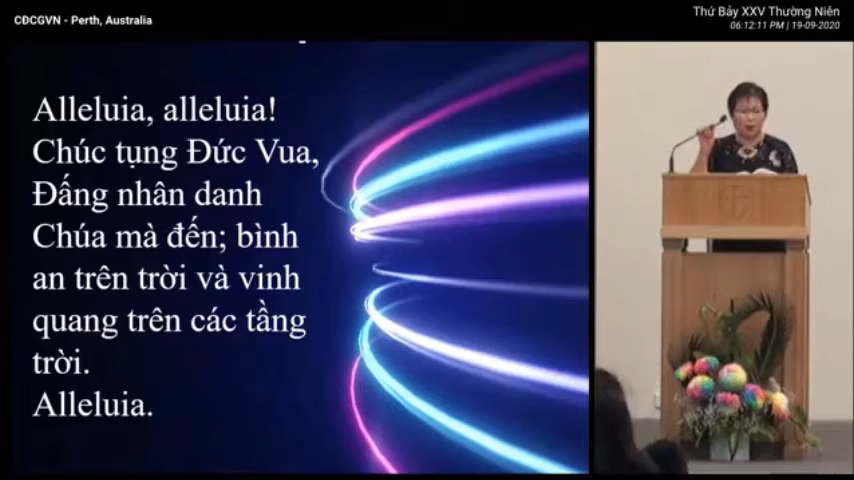 CĐCGVN - Perth, Australia
Thứ Bảy XXV Thường Niên
06:12:11 PM | 19-09-2020
Alleluia, alleluia!
Chúc tụng Đức Vua,
Đấng nhân danh
Chúa mà đến; bình
an trên trời và vinh
quang trên các tầng
trời.
Alleluia.